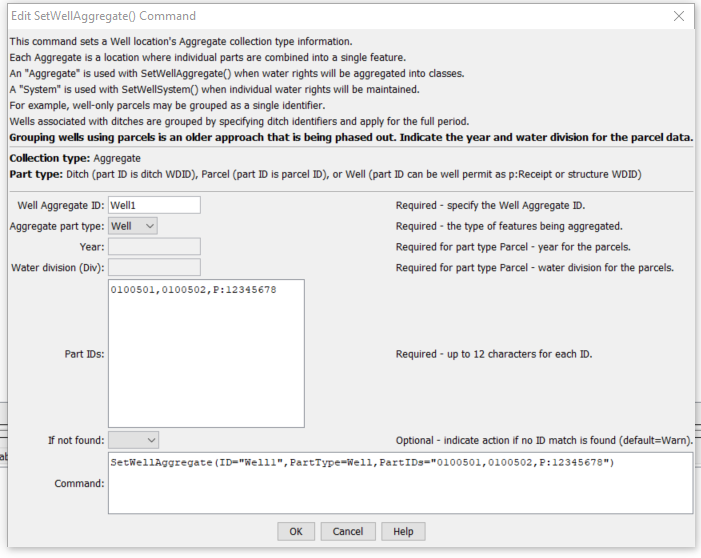 Edit SetWellAggregate() Command
This command sets a Well location's Aggregate collection type information.
Each Aggregate is a location where individual parts are combined into a single feature.
An "Aggregate" is used with SetWellAggregate() when water rights will be aggregated into classes.
A "System" is used with SetWellSystem() when individual water rights will be maintained.
For example, well-only parcels may be grouped as a single identifier.
Wells associated with ditches are grouped by specifying ditch identifiers and apply for the full period.
Grouping wells using parcels is an older approach that is being phased out. Indicate the year and water division for the parcel data.
Collection type: Aggregate
Part type: Ditch (part ID is ditch WDID), Parcel (part ID is parcel ID), or Well (part ID can be well permit as p:Receipt or structure WDID)
Well Aggregate ID: Well1 Required - specify the Well Aggregate ID.
Aggregate part type: Well Required - the type of features being aggregated.
Year: Required for part type Parcel - year for the parcels.
Water division (Div): Required for part type Parcel - water division for the parcels.
0100501,0100502,P:12345678
Part IDs: Required - up to 12 characters for each ID.
If not found: Optional - indicate action if no ID match is found (default=Warn).
SetWellAggregate(ID="Well1",PartType=Well,PartIDs="0100501,0100502,P:12345678")
Command:
OK Cancel Help